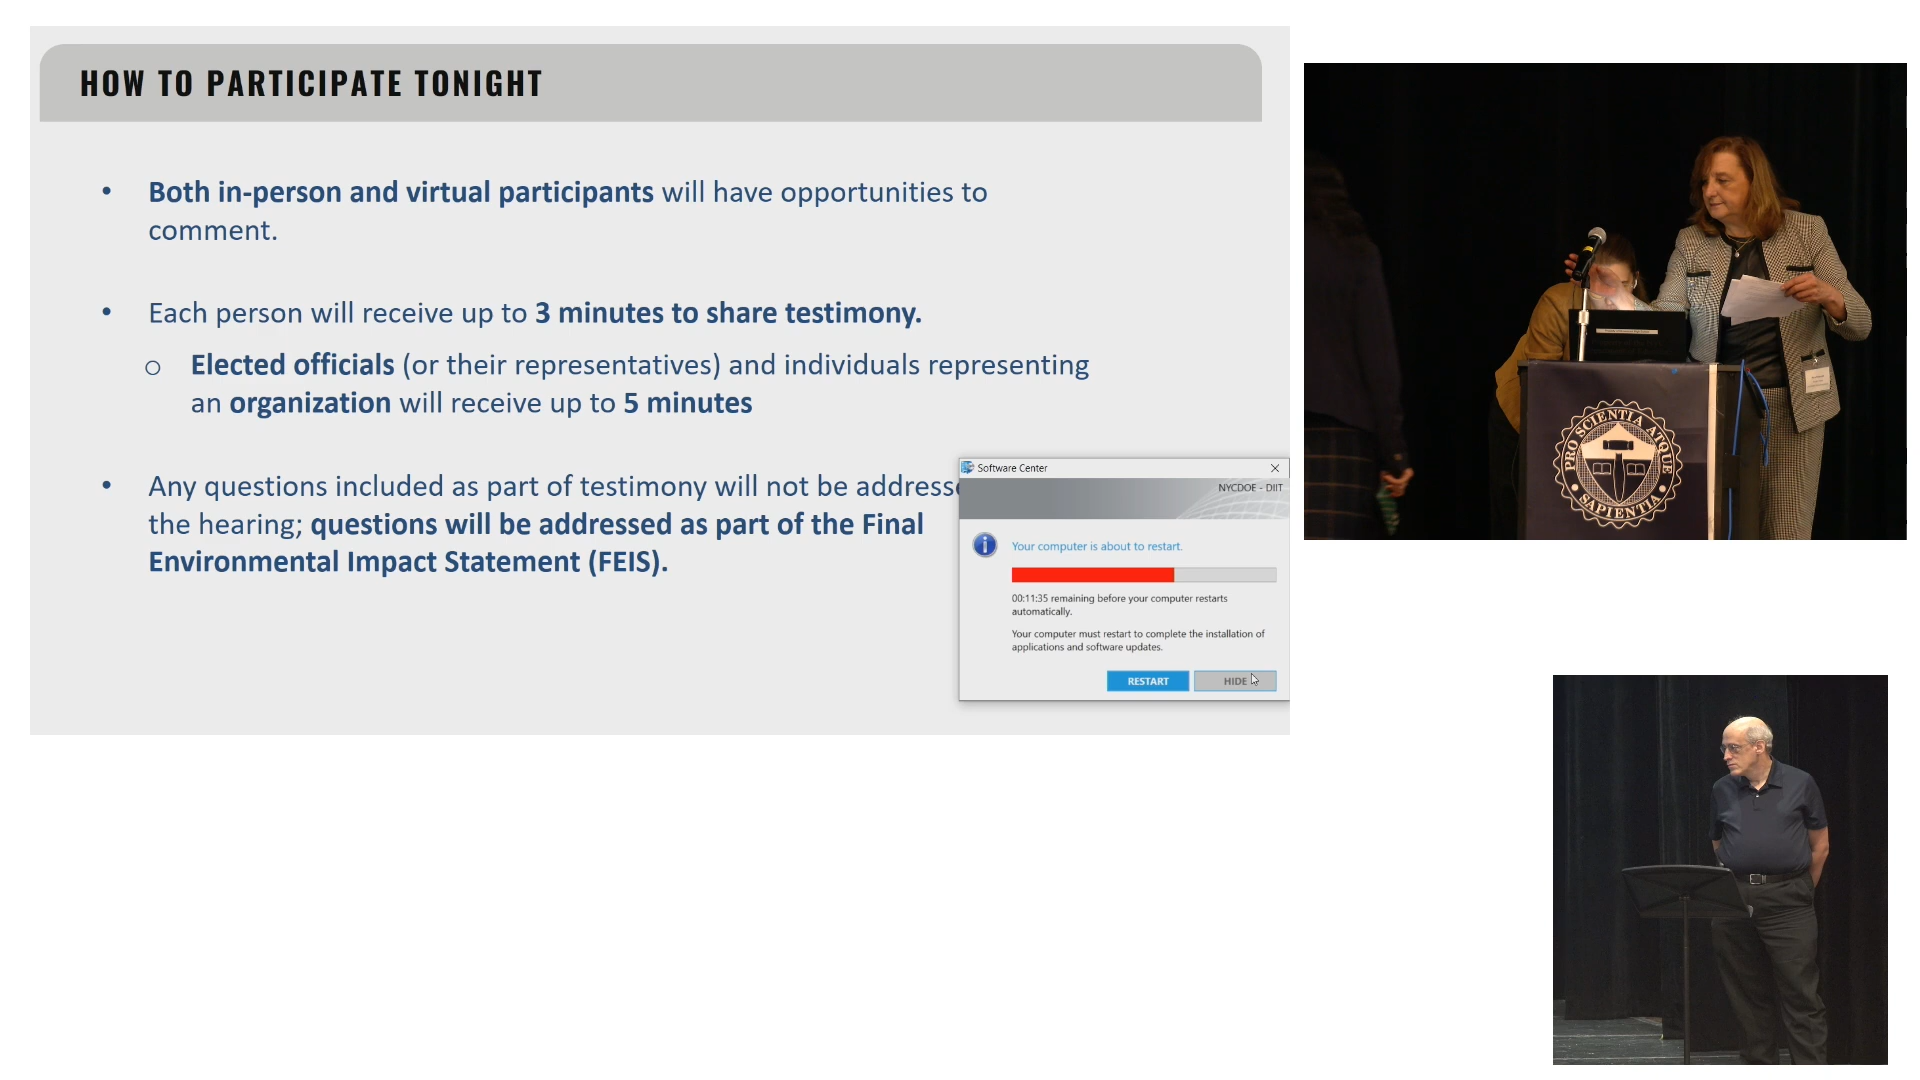 HOW TO PARTICIPATE TONIGHT
• Both in-person and virtual participants will have opportunities to
comment.
• Each person will receive up to 3 minutes to share testimony.
o Elected officials (or their representatives) and individuals representing
an organization will receive up to 5 minutes
• Any questions included as part of testimony will not be addresse
the hearing; questions will be addressed as part of the Final
Environmental Impact Statement (FEIS).
Software Center
NYCDOE - DIIT
Your computer is about to restart.
00:11:35 remaining before your computer restarts
automatically.
Your computer must restart to complete the installation of
applications and software updates.
RESTART
HIDE
PRO SCIENTIA ATQUE
SAPIENTIA